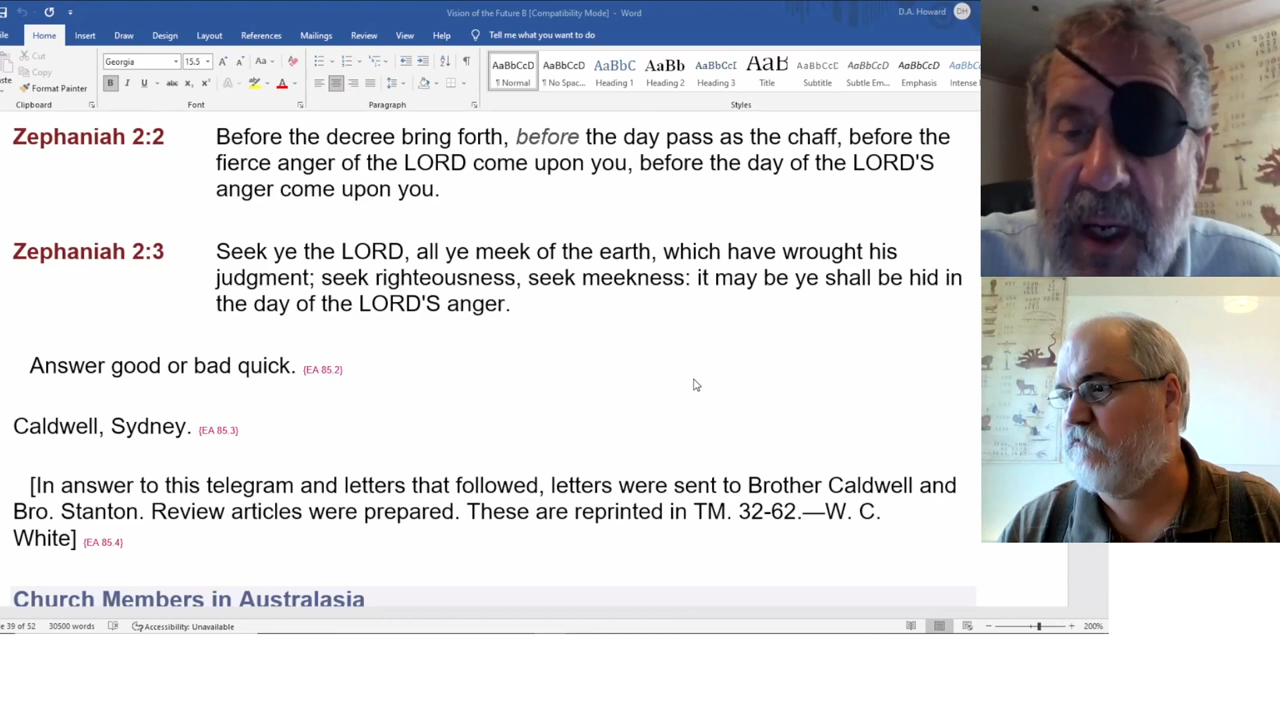 Vision of the Future B [Compatibility Mode] - Word
D.A. Howard
DH
Home Insert Draw Design Layout References Mailings Review View Help Tell me what you want to do
Cut
Copy
Format Painter
Clipboard
Georgia 15.5
Font
Paragraph
AaBbCcD AaBbCcD AaBbC AaBb AaBbCcI AaB AaBbCcD AaBbCcD AaBbCcD
¶ Normal ¶ No Spac... Heading 1 Heading 2 Heading 3 Title Subtitle Subtle Em... Emphasis Intense
Styles
Zephaniah 2:2 Before the decree bring forth, before the day pass as the chaff, before the
fierce anger of the LORD come upon you, before the day of the LORD'S
anger come upon you.
Zephaniah 2:3 Seek ye the LORD, all ye meek of the earth, which have wrought his
judgment; seek righteousness, seek meekness: it may be ye shall be hid in
the day of the LORD'S anger.
Answer good or bad quick. {EA 85.2}
Caldwell, Sydney. {EA 85.3}
[In answer to this telegram and letters that followed, letters were sent to Brother Caldwell and
Bro. Stanton. Review articles were prepared. These are reprinted in TM. 32-62.—W. C.
White] {EA 85.4}
Church Members in Australasia
39 of 52 30500 words Accessibility: Unavailable 200%